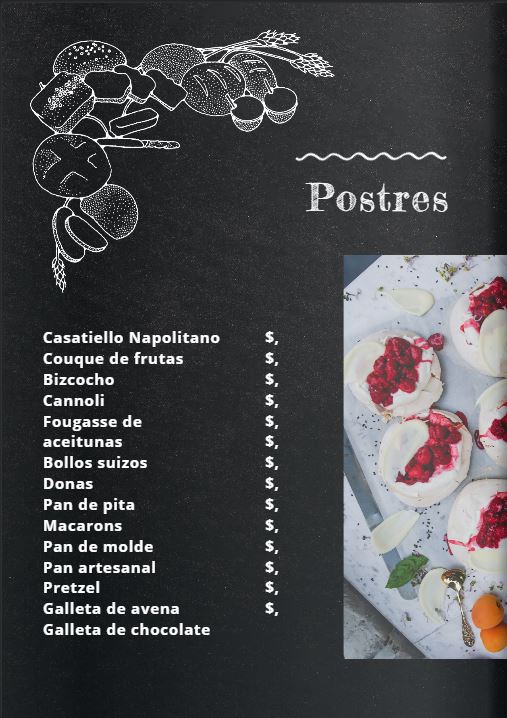 Postres
Casatiello Napolitano $,
Couque de frutas $,
Bizcocho $,
Cannoli $,
Fougasse de $,
aceitunas $,
Bollos suizos $,
Donas $,
Pan de pita $,
Macarons $,
Pan de molde $,
Pan artesanal $,
Pretzel $,
Galleta de avena $,
Galleta de chocolate